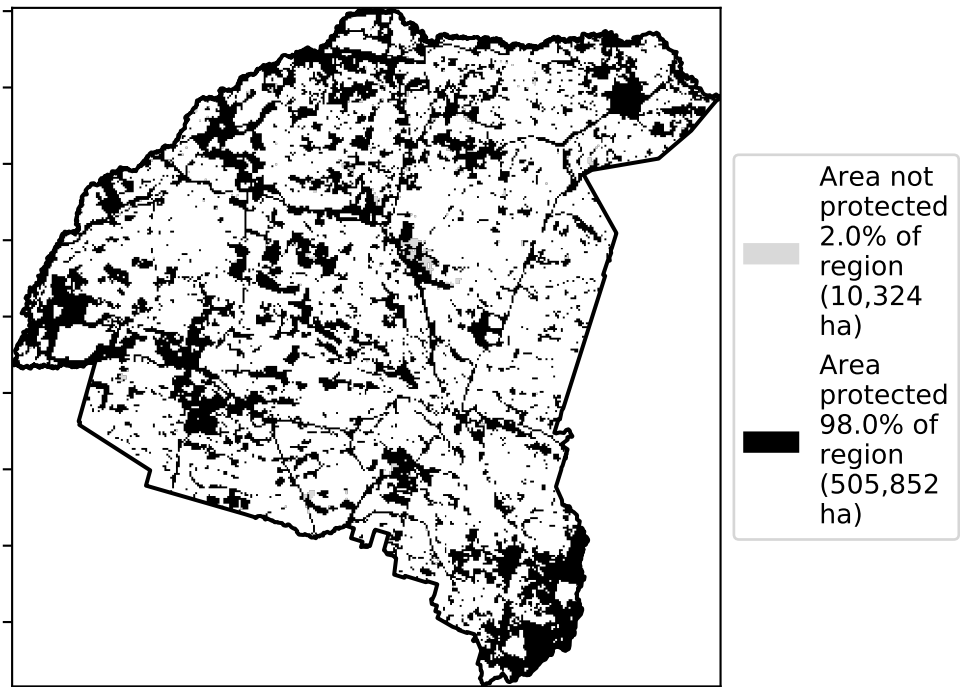 Area not
protected
2.0% of
region
(10,324
ha)
Area
protected
98.0% of
region
(505,852
ha)